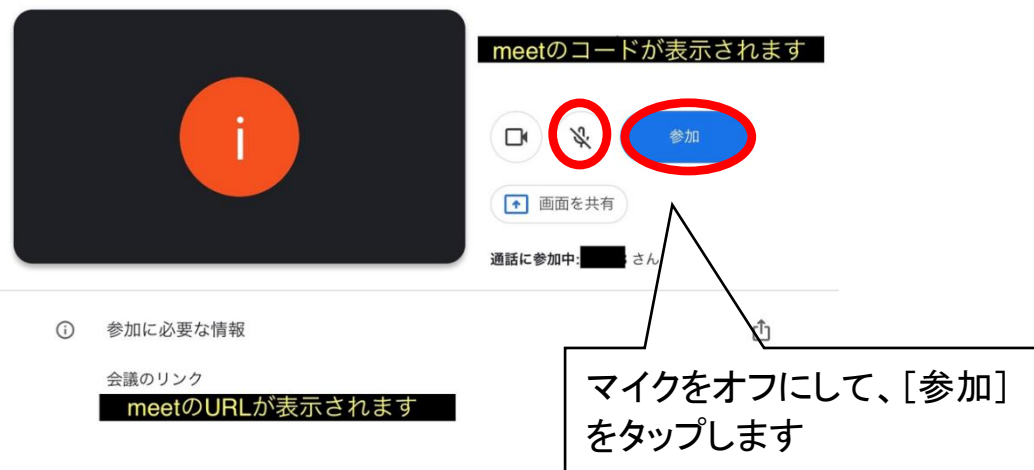 meetのコードが表示されます
i
参加
画面を共有
通話に参加中: さん
参加に必要な情報
会議のリンク
meetのURLが表示されます
マイクをオフにして、[参加]
をタップします